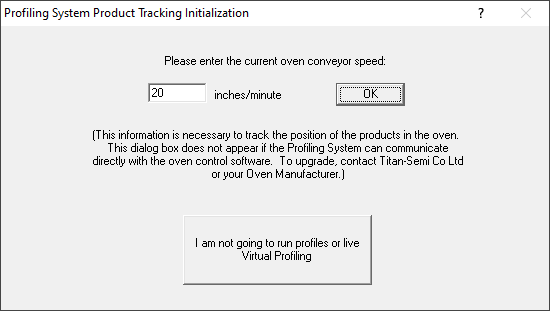 Profiling System Product Tracking Initialization
?
Please enter the current oven conveyor speed:
20 inches/minute OK
(This information is necessary to track the position of the products in the oven.
This dialog box does not appear if the Profiling System can communicate
directly with the oven control software. To upgrade, contact Titan-Semi Co Ltd
or your Oven Manufacturer.)
I am not going to run profiles or live
Virtual Profiling